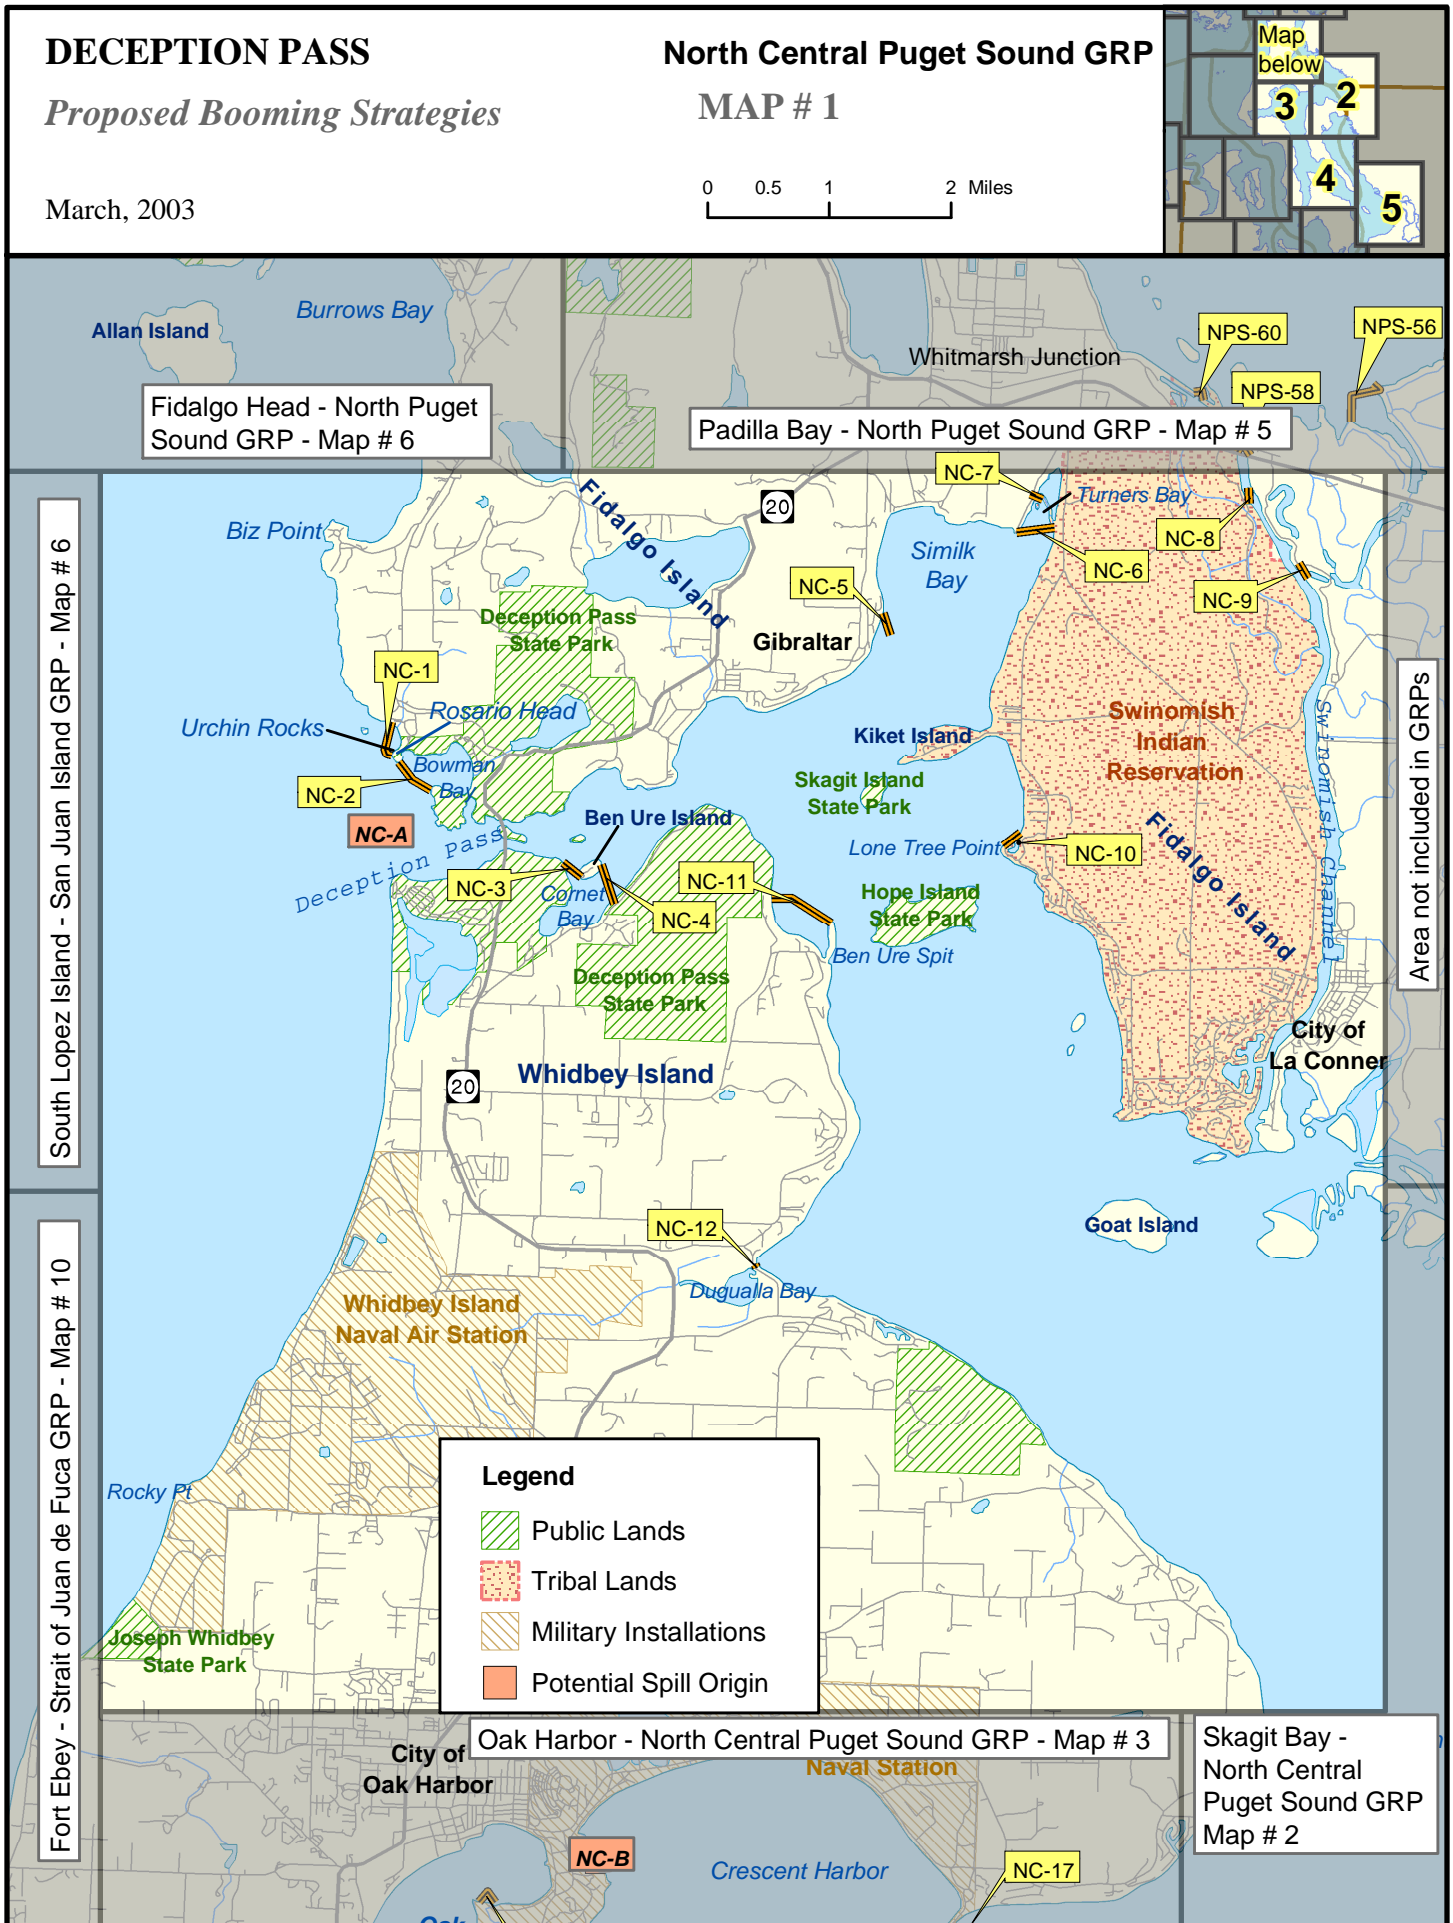 DECEPTION PASS
Proposed Booming Strategies
March, 2003
North Central Puget Sound GRP
MAP # 1
0 0.5 1 2 Miles
Map
below
3
2
4
5
Burrows Bay
Allan Island
Fidalgo Head - North Puget
Sound GRP - Map # 6
Whitmarsh Junction
NPS-60
NPS-56
NPS-58
Padilla Bay - North Puget Sound GRP - Map # 5
South Lopez Island - San Juan Island GRP - Map # 6
NC-7
Turners Bay
Fidalgo Island
20
Biz Point
Similk
Bay
NC-8
NC-6
NC-5
NC-9
Deception Pass
State Park
Gibraltar
NC-1
Rosario Head
Urchin Rocks
Swinomish
Indian
Reservation
Swinomish Channel
Area not included in GRPs
Kiket Island
Bowman
Bay
NC-2
Skagit Island
State Park
NC-A
Ben Ure Island
Deception Pass
Lone Tree Point
NC-10
Fidalgo Island
NC-3
Cornet
Bay
NC-11
NC-4
Hope Island
State Park
Ben Ure Spit
Deception Pass
State Park
City of
La Conner
Whidbey Island
20
Fort Ebey - Strait of Juan de Fuca GRP - Map # 10
NC-12
Goat Island
Dugualla Bay
Whidbey Island
Naval Air Station
Rocky Pt
Legend
Public Lands
Tribal Lands
Military Installations
Potential Spill Origin
Joseph Whidbey
State Park
Oak Harbor - North Central Puget Sound GRP - Map # 3
Skagit Bay -
North Central
Puget Sound GRP
Map # 2
City of
Oak Harbor
Naval Station
NC-B
Crescent Harbor
NC-17
Oak